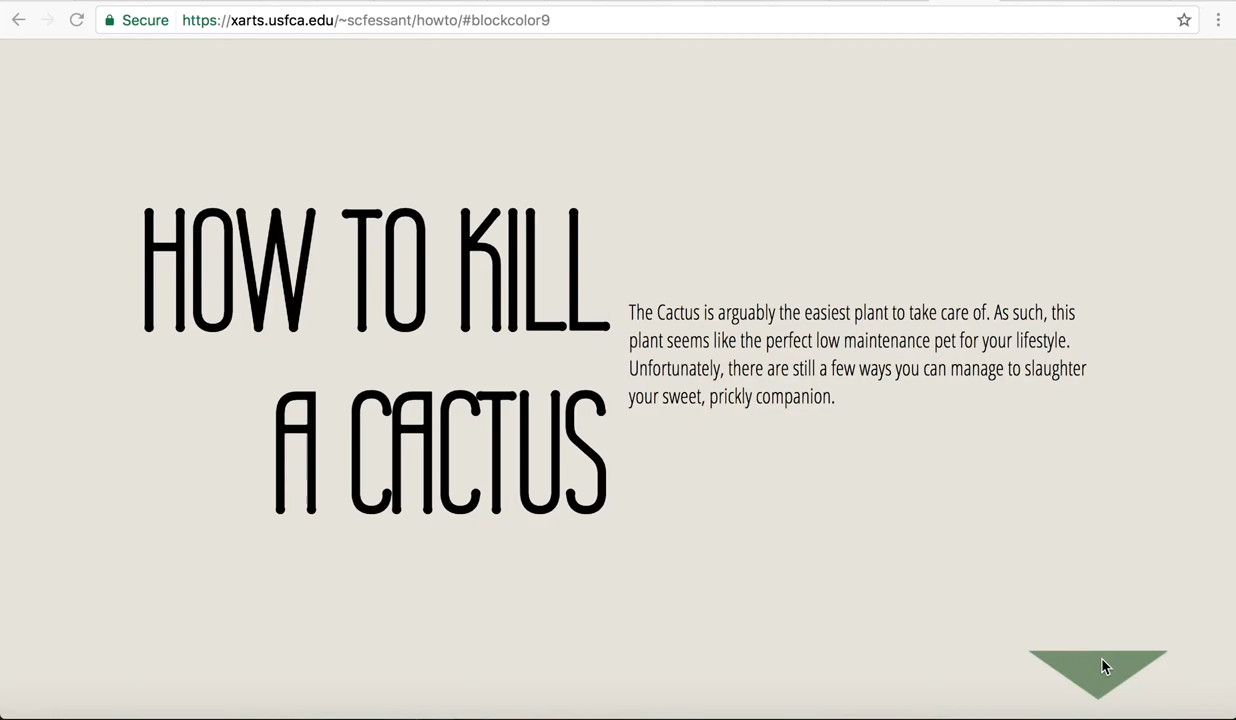 Secure https://xarts.usfca.edu/~scfessant/howto/#blockcolor9
HOW TO KILL
A CACTUS
The Cactus is arguably the easiest plant to take care of. As such, this
plant seems like the perfect low maintenance pet for your lifestyle.
Unfortunately, there are still a few ways you can manage to slaughter
your sweet, prickly companion.